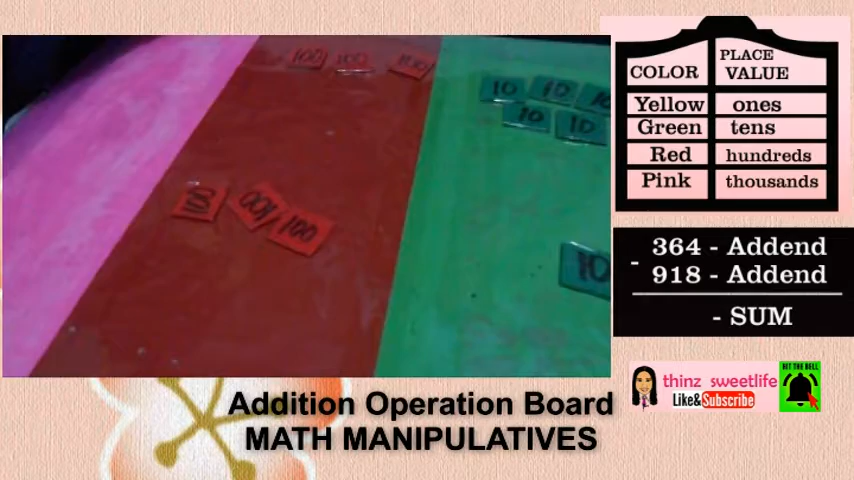 100 100 100
10 10 10
10 10
100 100 100
10
COLOR PLACE VALUE
Yellow ones
Green tens
Red hundreds
Pink thousands
- 364 - Addend
918 - Addend
- SUM
thinz sweetlife
Like& Subscribe
HIT THE BELL
Addition Operation Board
MATH MANIPULATIVES